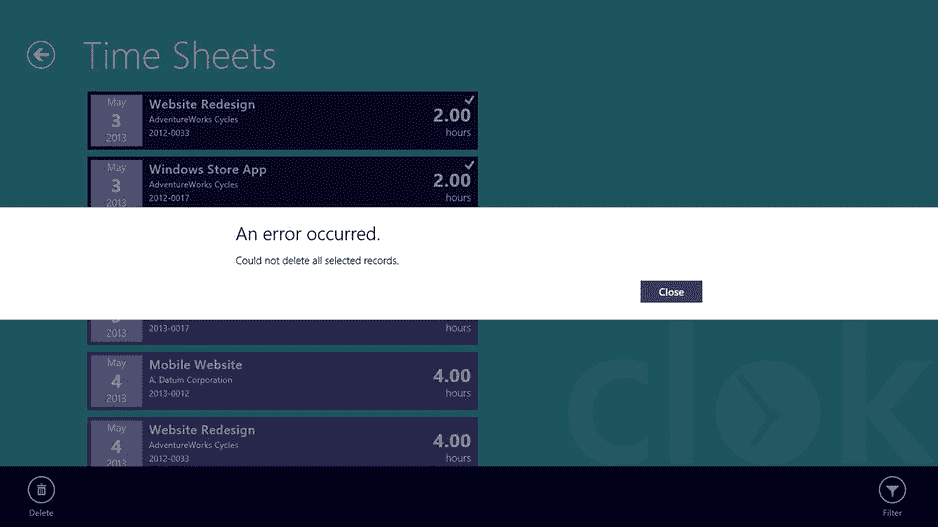 Time Sheets
May
3
2013
Website Redesign
AdventureWorks Cycles
2012-0033
2.00
hours
May
3
2013
Windows Store App
AdventureWorks Cycles
2012-0017
2.00
hours
An error occurred.
Could not delete all selected records.
Close
2013
2013-0017
hours
May
4
2013
Mobile Website
A. Datum Corporation
2013-0012
4.00
hours
May
4
2013
Website Redesign
AdventureWorks Cycles
2012-0033
4.00
hours
clok
Delete
Filter